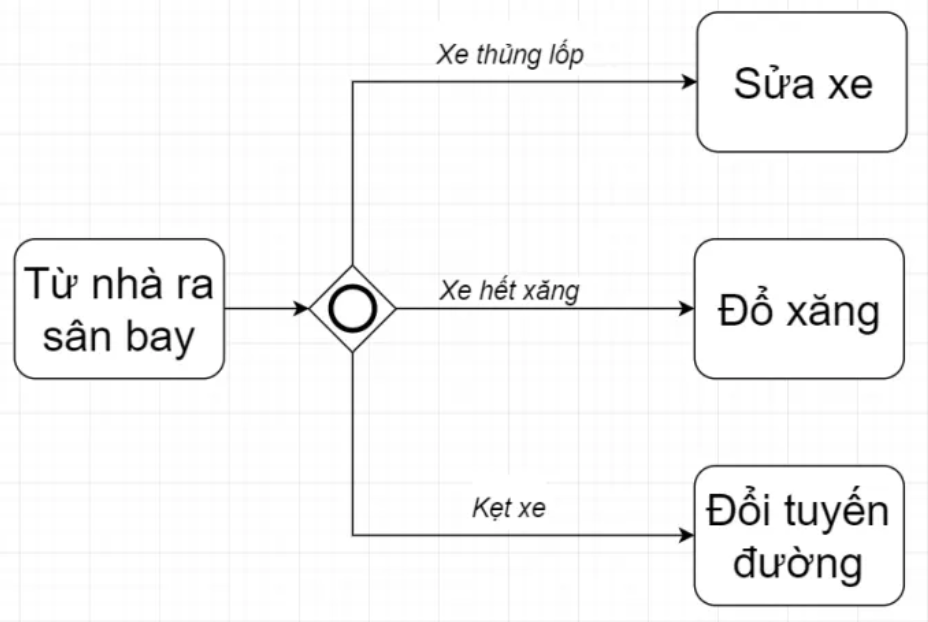 Xe thủng lốp
Sửa xe
Từ nhà ra
sân bay
Xe hết xăng
Đổ xăng
Kẹt xe
Đổi tuyến
đường